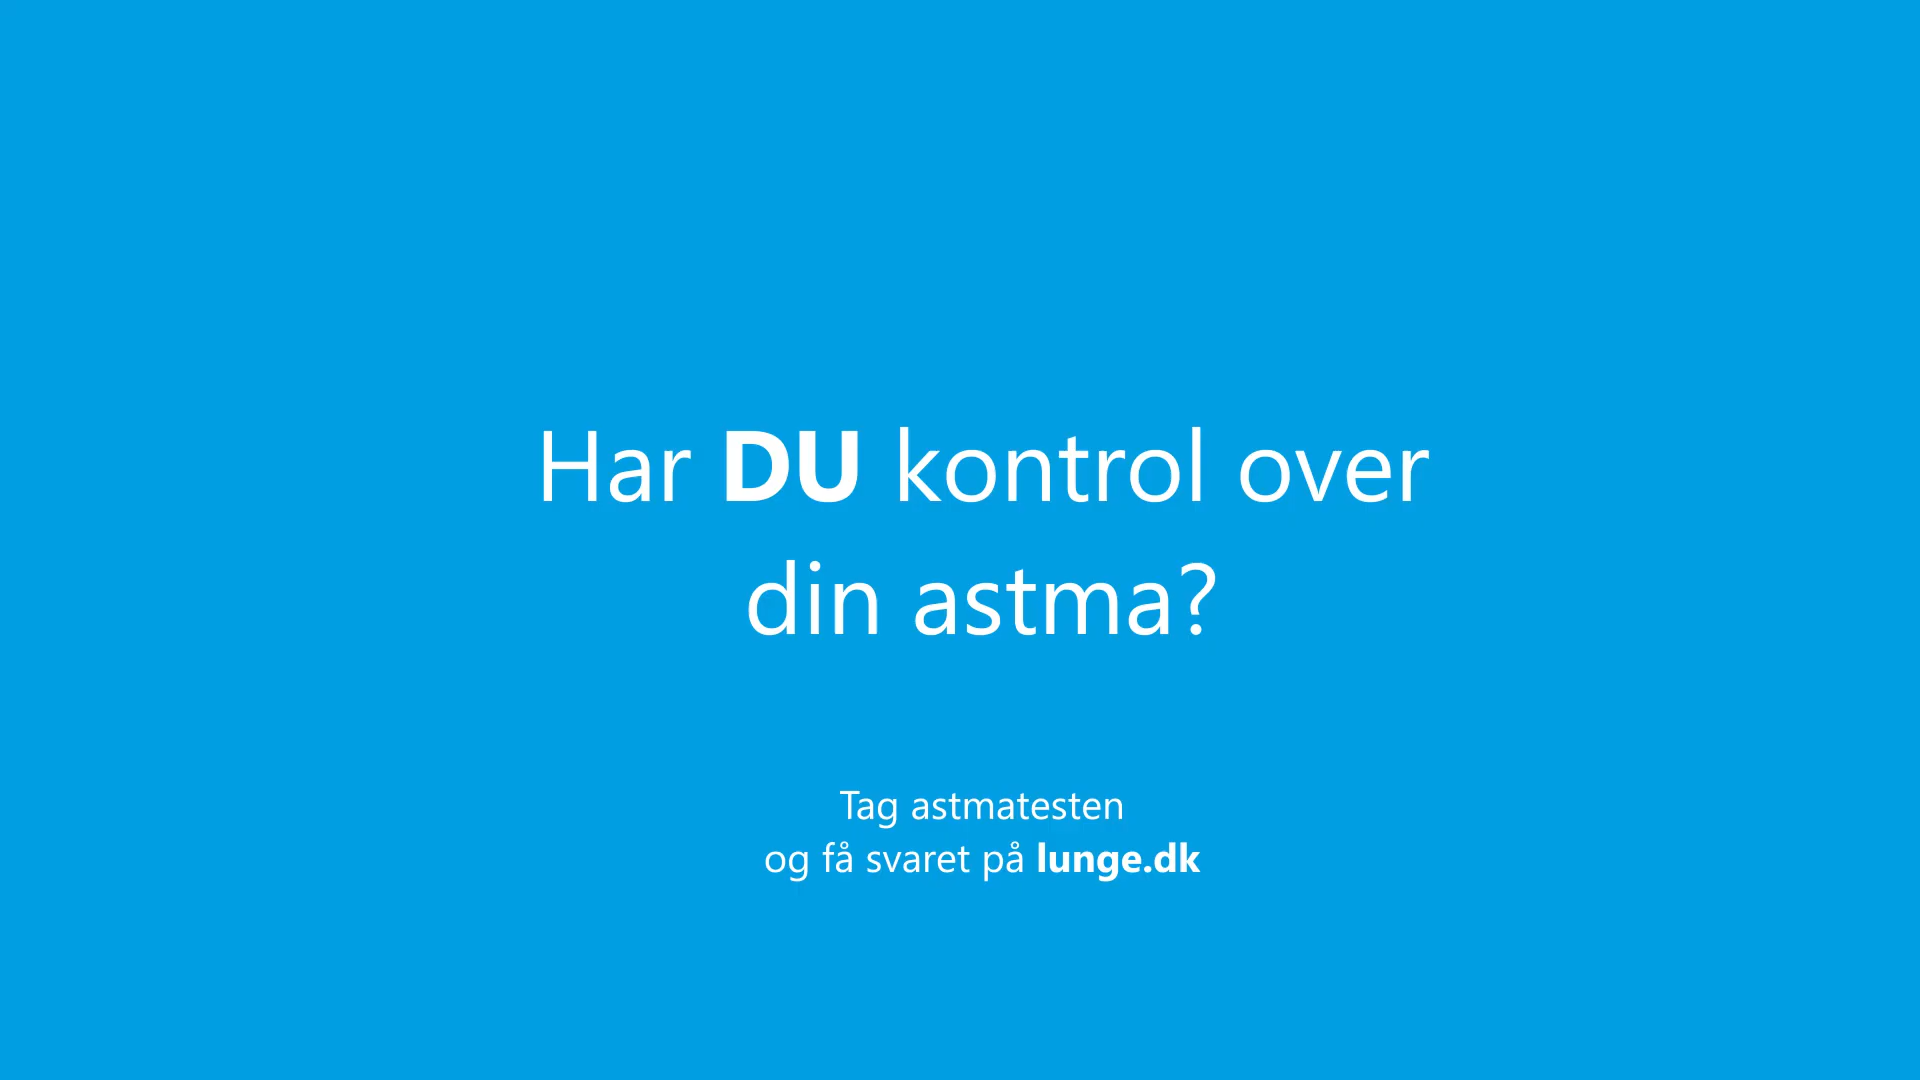 Har DU kontrol over
din astma?
Tag astmatesten
og få svaret på lunge.dk